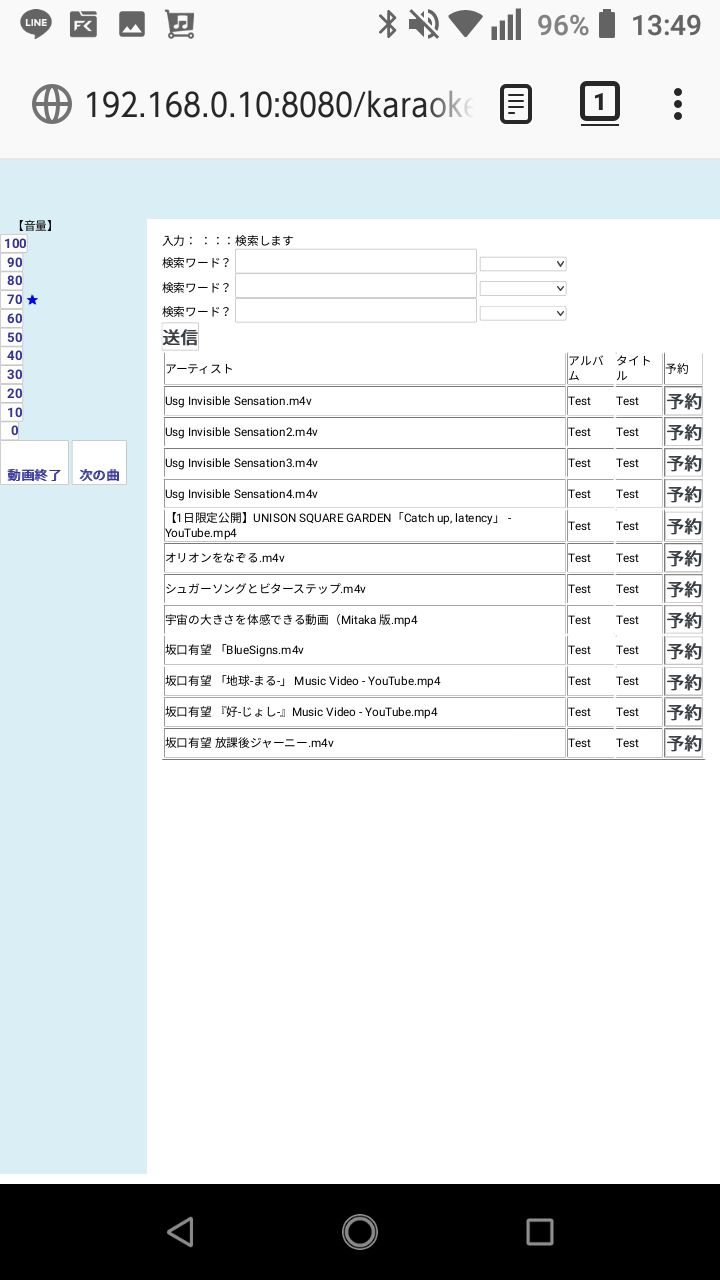 LINE
FK
96%
13:49
192.168.0.10:8080/karaoke
1
【音量】
100
90
80
70 ★
60
50
40
30
20
10
0
動画終了 次の曲
入力： ：：：検索します
検索ワード？
検索ワード？
検索ワード？
送信
アーティスト アルバム タイトル 予約
Usg Invisible Sensation.m4v Test Test 予約
Usg Invisible Sensation2.m4v Test Test 予約
Usg Invisible Sensation3.m4v Test Test 予約
Usg Invisible Sensation4.m4v Test Test 予約
【1日限定公開】UNISON SQUARE GARDEN「Catch up, latency」 -
YouTube.mp4 Test Test 予約
オリオンをなぞる.m4v Test Test 予約
シュガーソングとビターステップ.m4v Test Test 予約
宇宙の大きさを体感できる動画（Mitaka 版.mp4 Test Test 予約
坂口有望 「BlueSigns.m4v Test Test 予約
坂口有望 「地球-まる-」 Music Video - YouTube.mp4 Test Test 予約
坂口有望 『好-じょし-』Music Video - YouTube.mp4 Test Test 予約
坂口有望 放課後ジャーニー.m4v Test Test 予約